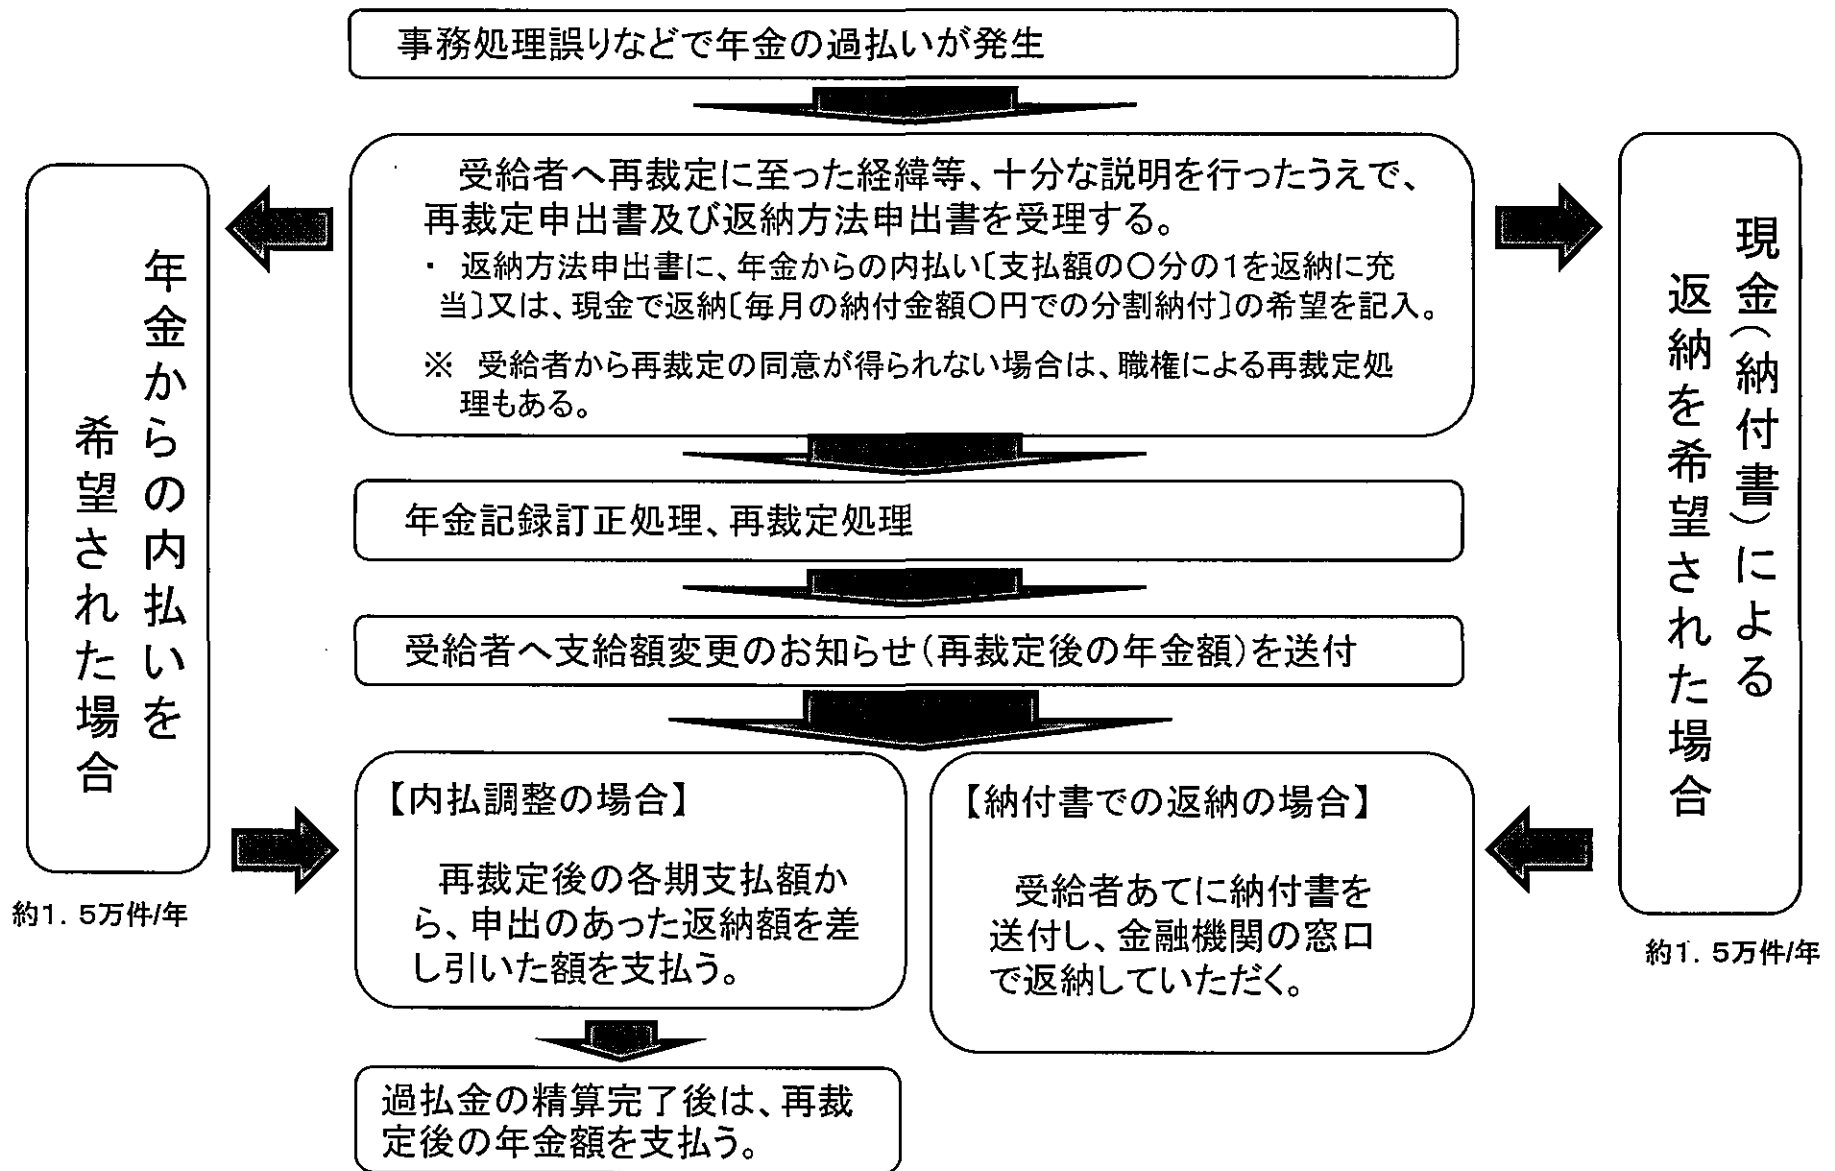 事務処理誤りなどで年金の過払いが発生
受給者へ再裁定に至った経緯等、十分な説明を行ったうえで、
再裁定申出書及び返納方法申出書を受理する。
・ 返納方法申出書に、年金からの内払い〔支払額の〇分の1を返納に充
当〕又は、現金で返納〔毎月の納付金額〇円での分割納付〕の希望を記入。
※ 受給者から再裁定の同意が得られない場合は、職権による再裁定処
理もある。
年金からの内払いを
希望された場合
約1．5万件/年
現金（納付書）による
返納を希望された場合
約1．5万件/年
年金記録訂正処理、再裁定処理
受給者へ支給額変更のお知らせ（再裁定後の年金額）を送付
【内払調整の場合】
再裁定後の各期支払額か
ら、申出のあった返納額を差
し引いた額を支払う。
【納付書での返納の場合】
受給者あてに納付書を
送付し、金融機関の窓口
で返納していただく。
過払金の精算完了後は、再裁
定後の年金額を支払う。